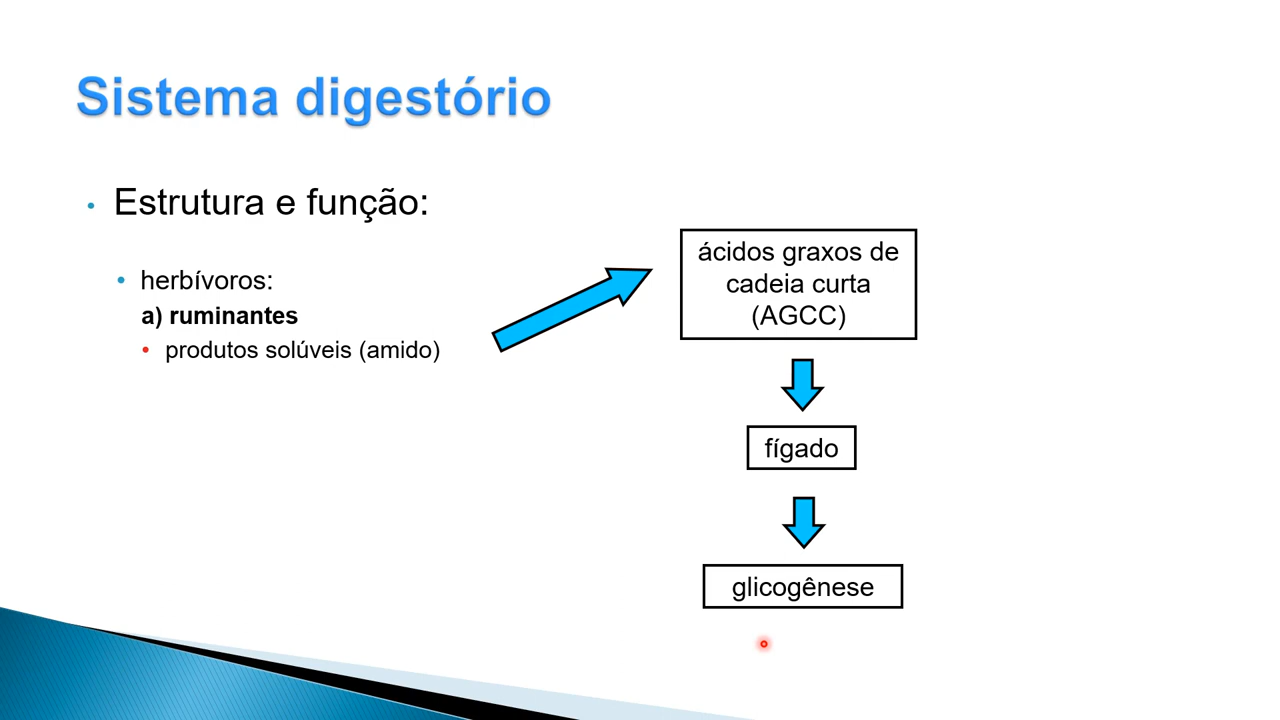 Sistema digestório
Estrutura e função:
herbívoros:
a) ruminantes
produtos solúveis (amido)
ácidos graxos de
cadeia curta
(AGCC)
fígado
glicogênese